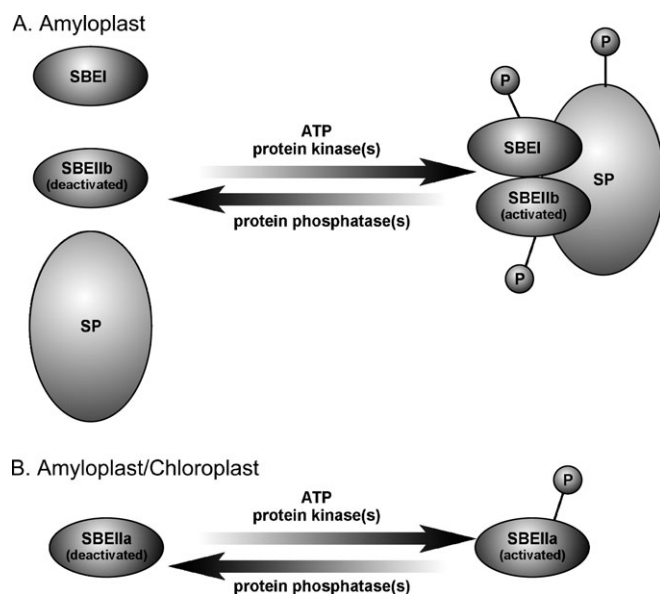 A. Amyloplast
SBEI
SBEIIb
(deactivated)
SP
ATP
protein kinase(s)
protein phosphatase(s)
P
P
SBEI
SBEIIb
(activated)
SP
P
B. Amyloplast/Chloroplast
SBEIIa
(deactivated)
ATP
protein kinase(s)
protein phosphatase(s)
P
SBEIIa
(activated)